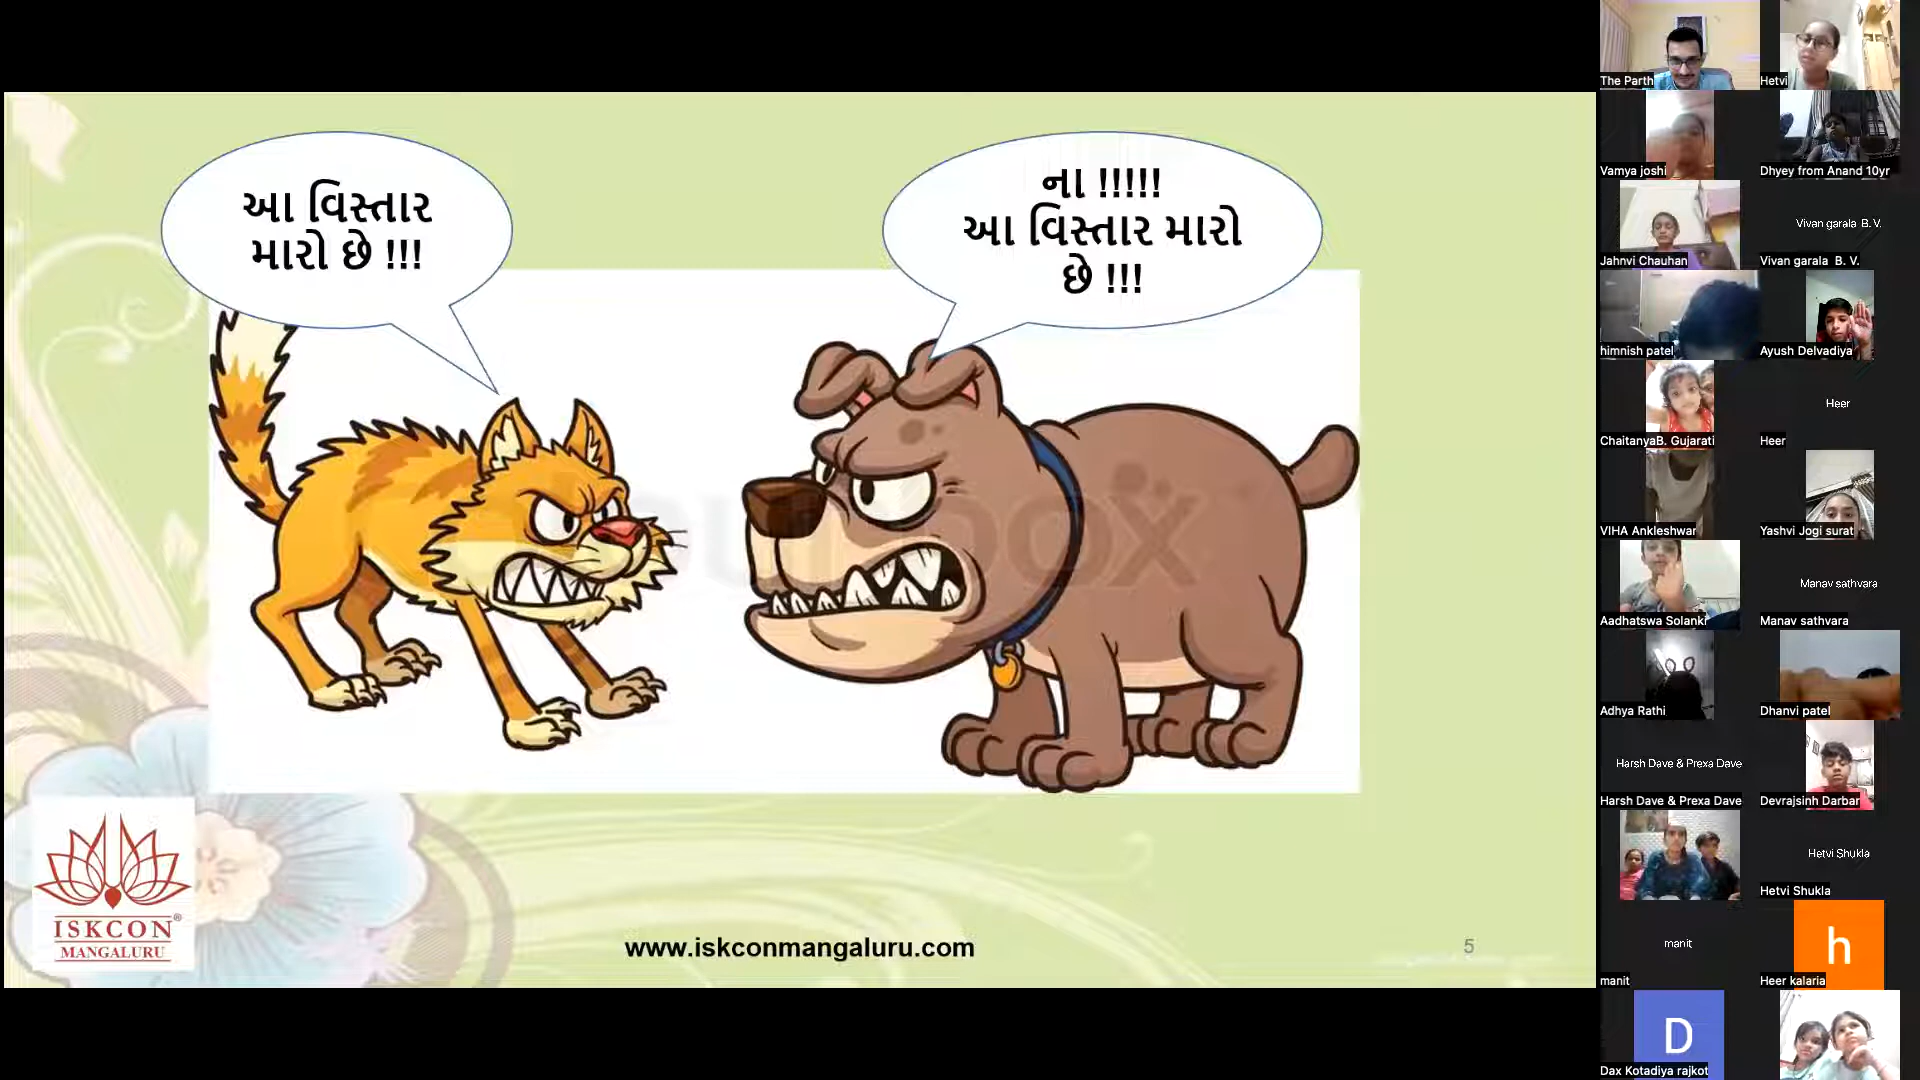 આ વિસ્તાર
મારો છે !!!
ના !!!!!
આ વિસ્તાર મારો
છે !!!
ISKCON®
MANGALURU
www.iskconmangaluru.com
5
The Parth
Hetvi
Vamya joshi
Dhyey from Anand 10yr
Jahnvi Chauhan
Vivan garala B. V.
Vivan garala B. V.
himnish patel
Ayush Delvadiya
ChaitanyaB. Gujarati
Heer
Heer
VIHA Ankleshwar
Yashvi Jogi surat
Aadhatswa Solanki
Manav sathvara
Manav sathvara
Adhya Rathi
Dhanvi patel
Harsh Dave & Prexa Dave
Harsh Dave & Prexa Dave
Devrajsinh Darbar
Hetvi Shukla
Hetvi Shukla
manit
manit
h
Heer kalaria
D
Dax Kotadiya rajkot